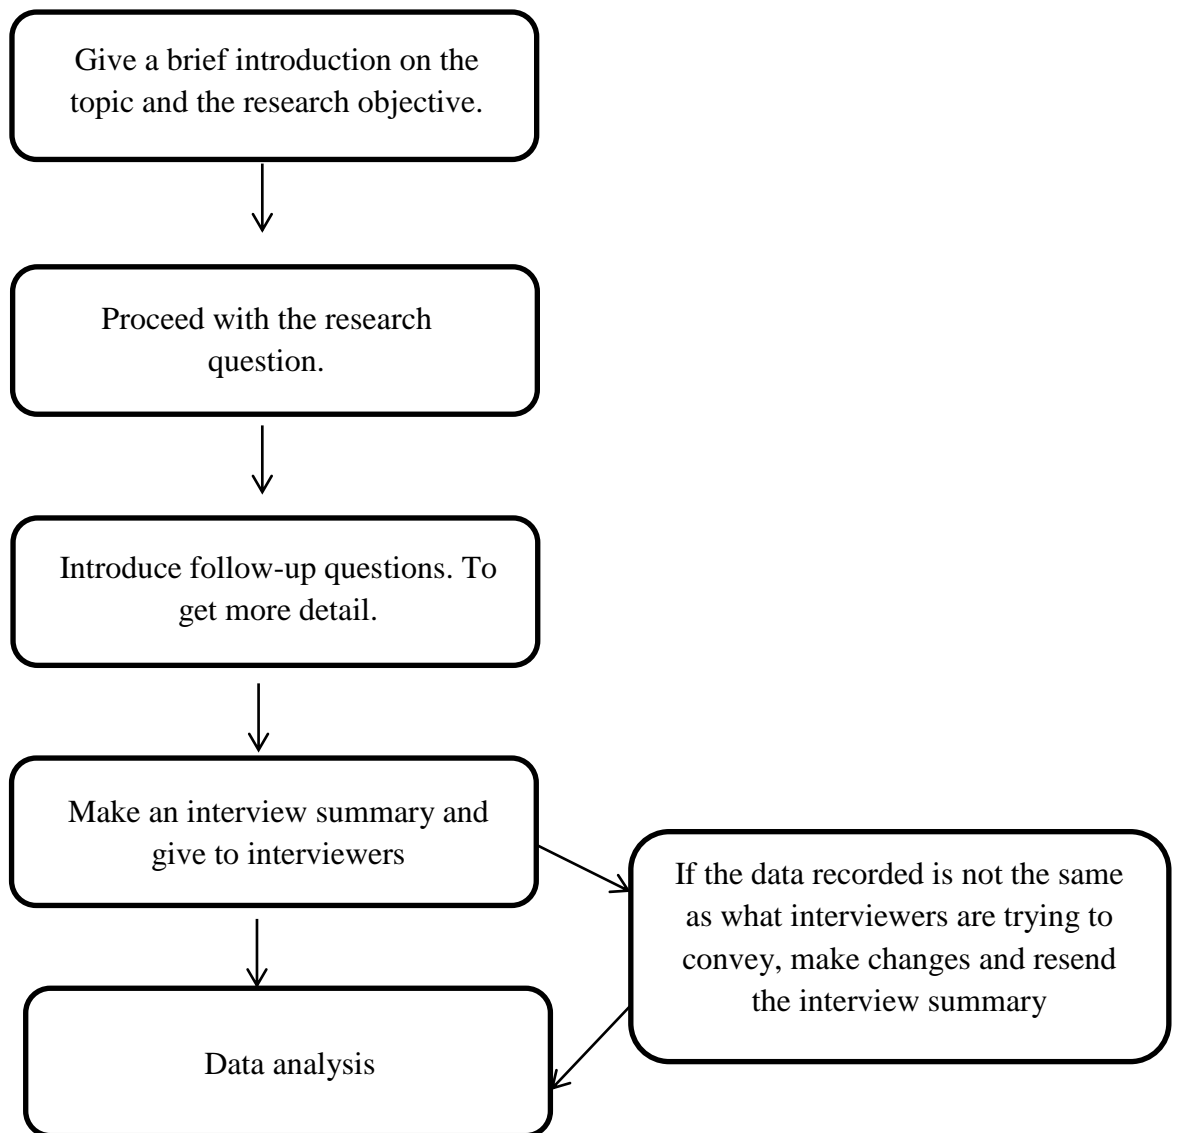 Give a brief introduction on the
topic and the research objective.
Proceed with the research
question.
Introduce follow-up questions. To
get more detail.
Make an interview summary and
give to interviewers
If the data recorded is not the same
as what interviewers are trying to
convey, make changes and resend
the interview summary
Data analysis